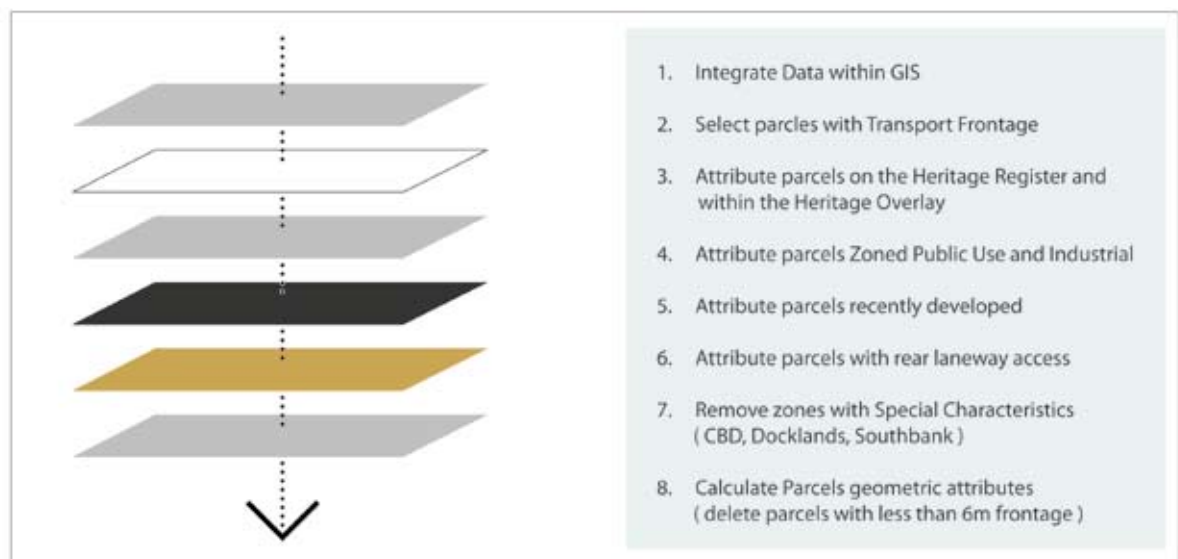 1. Integrate Data within GIS
2. Select parcles with Transport Frontage
3. Attribute parcels on the Heritage Register and
within the Heritage Overlay
4. Attribute parcels Zoned Public Use and Industrial
5. Attribute parcels recently developed
6. Attribute parcels with rear laneway access
7. Remove zones with Special Characteristics
( CBD, Docklands, Southbank )
8. Calculate Parcels geometric attributes
( delete parcels with less than 6m frontage )